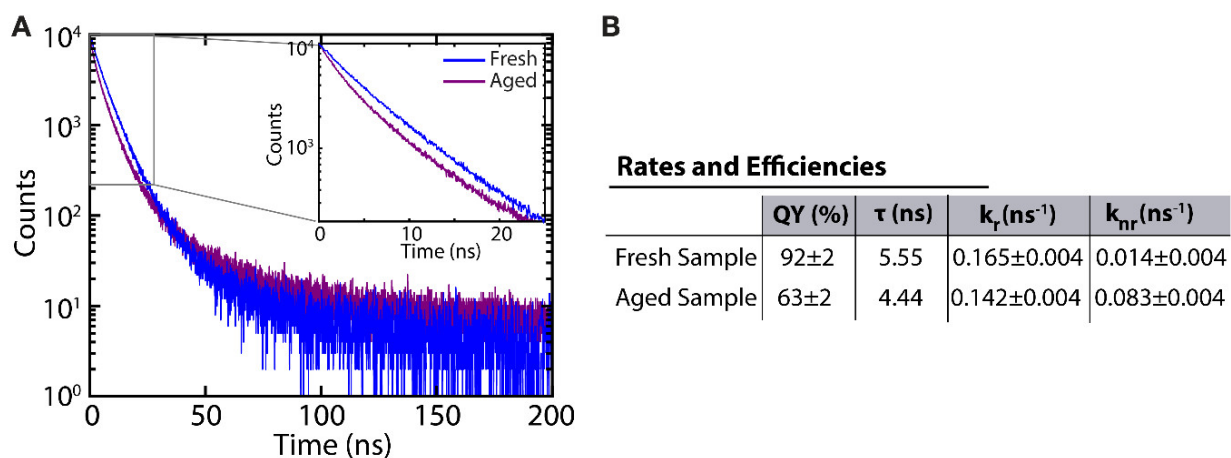 A
10⁴
10³
10²
10¹
10⁰
Counts
0 50 100 150 200
Time (ns)
10⁴
10³
Counts
0 10 20
Time (ns)
Fresh
Aged
B
Rates and Efficiencies
QY (%) τ (ns) kᵣ(ns⁻¹) kₙᵣ(ns⁻¹)
Fresh Sample 92±2 5.55 0.165±0.004 0.014±0.004
Aged Sample 63±2 4.44 0.142±0.004 0.083±0.004